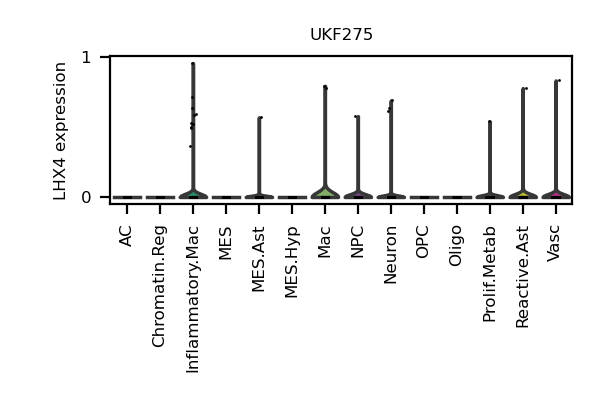 UKF275
LHX4 expression
1
0
AC
Chromatin.Reg
Inflammatory.Mac
MES
MES.Ast
MES.Hyp
Mac
NPC
Neuron
OPC
Oligo
Prolif.Metab
Reactive.Ast
Vasc